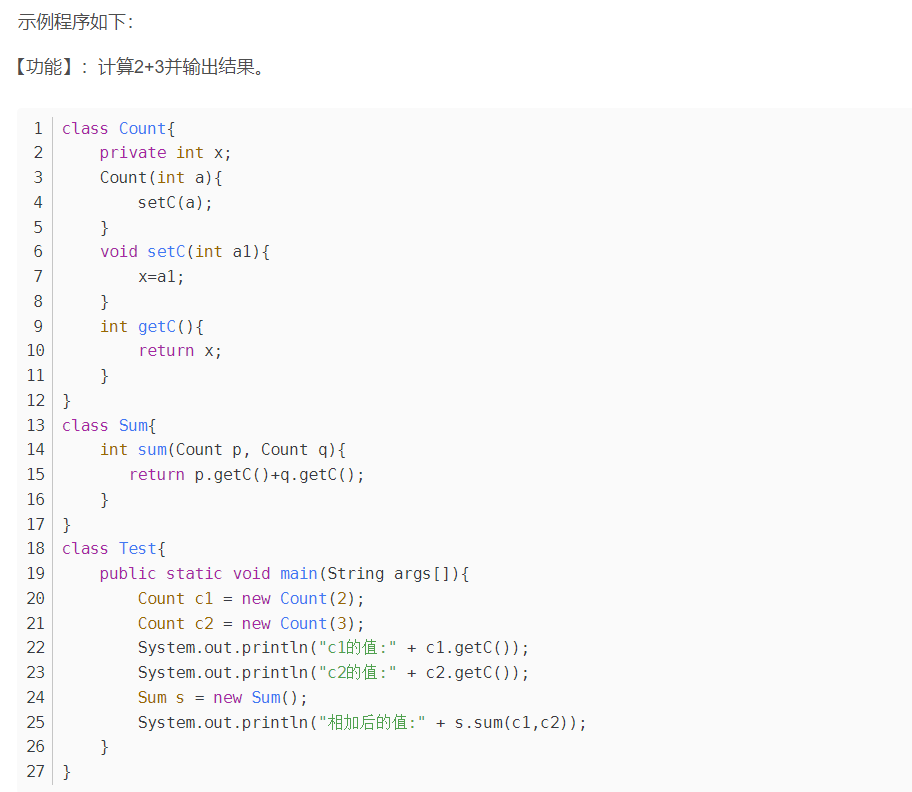 示例程序如下：
【功能】：计算2+3并输出结果。
1 class Count{
2     private int x;
3     Count(int a){
4         setC(a);
5     }
6     void setC(int a1){
7         x=a1;
8     }
9     int getC(){
10         return x;
11     }
12 }
13 class Sum{
14     int sum(Count p, Count q){
15        return p.getC()+q.getC();
16     }
17 }
18 class Test{
19     public static void main(String args[]){
20         Count c1 = new Count(2);
21         Count c2 = new Count(3);
22         System.out.println("c1的值:" + c1.getC());
23         System.out.println("c2的值:" + c2.getC());
24         Sum s = new Sum();
25         System.out.println("相加后的值:" + s.sum(c1,c2));
26     }
27 }